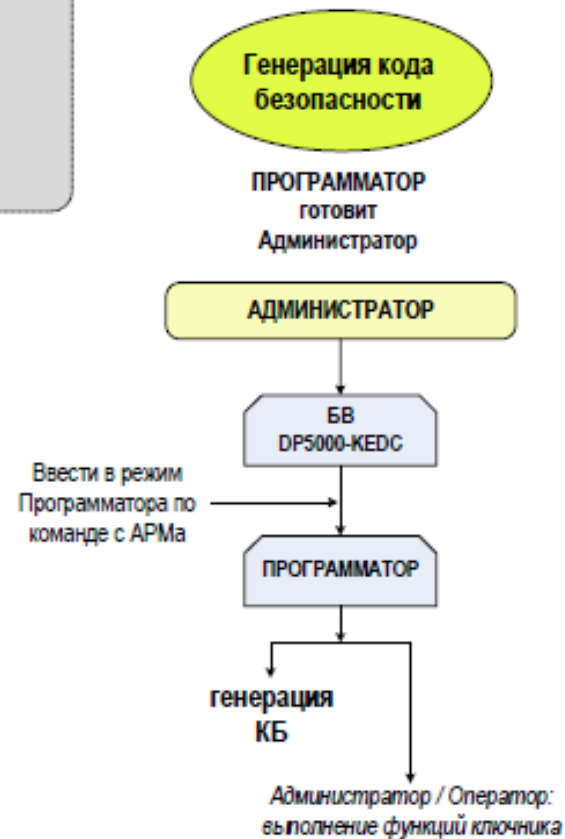 Генерация кода
безопасности
ПРОГРАММАТОР
готовит
Администратор
АДМИНИСТРАТОР
БВ
DP5000-KEDC
Ввести в режим
Программатора по
команде с АРМа
ПРОГРАММАТОР
генерация
КБ
Администратор / Оператор:
выполнение функций ключника